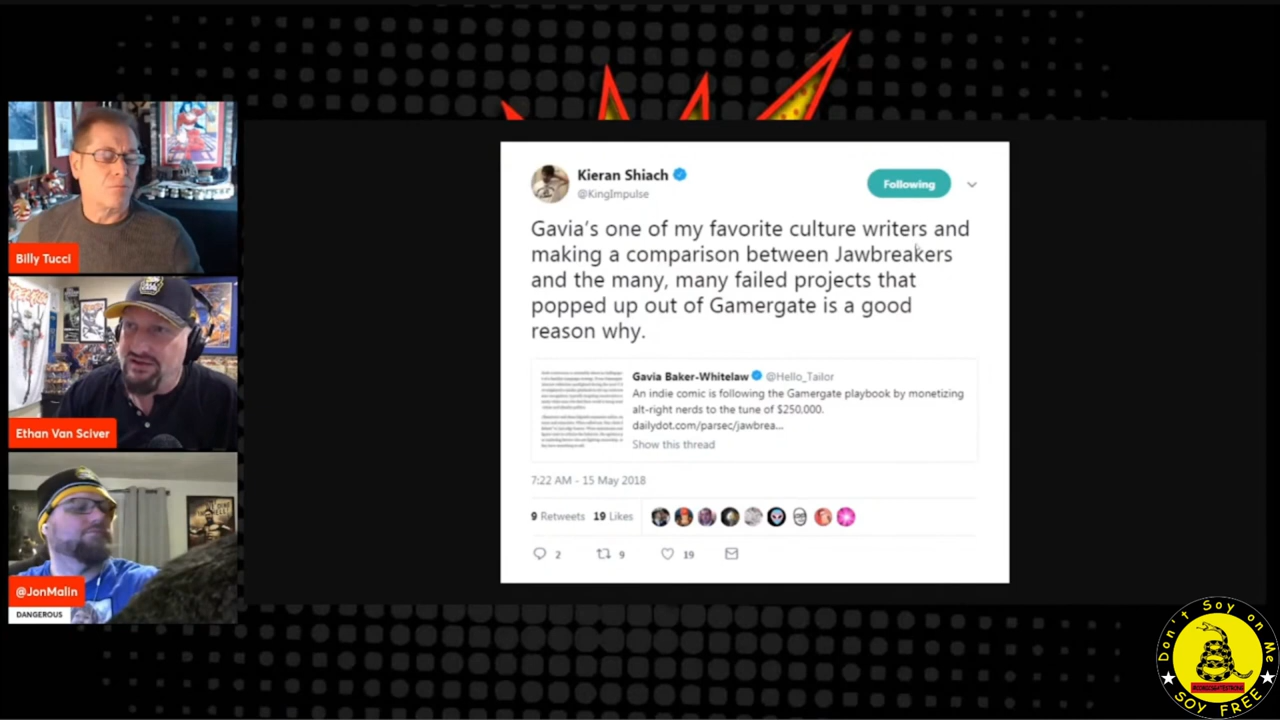 Billy Tucci
Ethan Van Sciver
@JonMalin
DANGEROUS
Kieran Shiach
@KingImpulse
Following
Gavia's one of my favorite culture writers and
making a comparison between Jawbreakers
and the many, many failed projects that
popped up out of Gamergate is a good
reason why.
Gavia Baker-Whitelaw @Hello_Tailor
An indie comic is following the Gamergate playbook by monetizing
alt-right nerds to the tune of $250,000.
dailydot.com/parsec/jawbrea...
Show this thread
7:22 AM - 15 May 2018
9 Retweets 19 Likes
2 9 19
Don't Soy on Me
SOY FREE